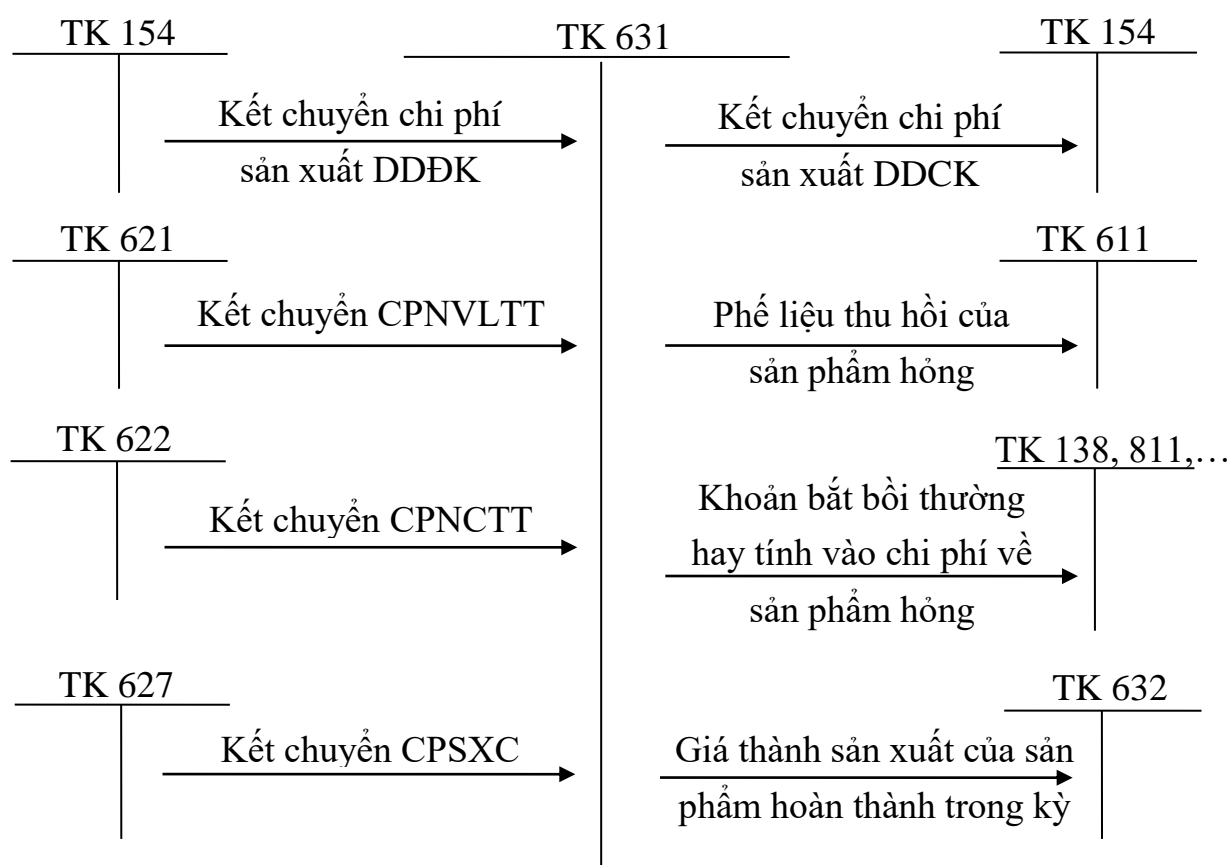 TK 154
TK 631
TK 154
Kết chuyển chi phí
sản xuất DDĐK
Kết chuyển chi phí
sản xuất DDCK
TK 621
TK 611
Kết chuyển CPNVLTT
Phế liệu thu hồi của
sản phẩm hỏng
TK 622
TK 138, 811,…
Kết chuyển CPNCTT
Khoản bắt bồi thường
hay tính vào chi phí về
sản phẩm hỏng
TK 627
TK 632
Kết chuyển CPSXC
Giá thành sản xuất của sản
phẩm hoàn thành trong kỳ